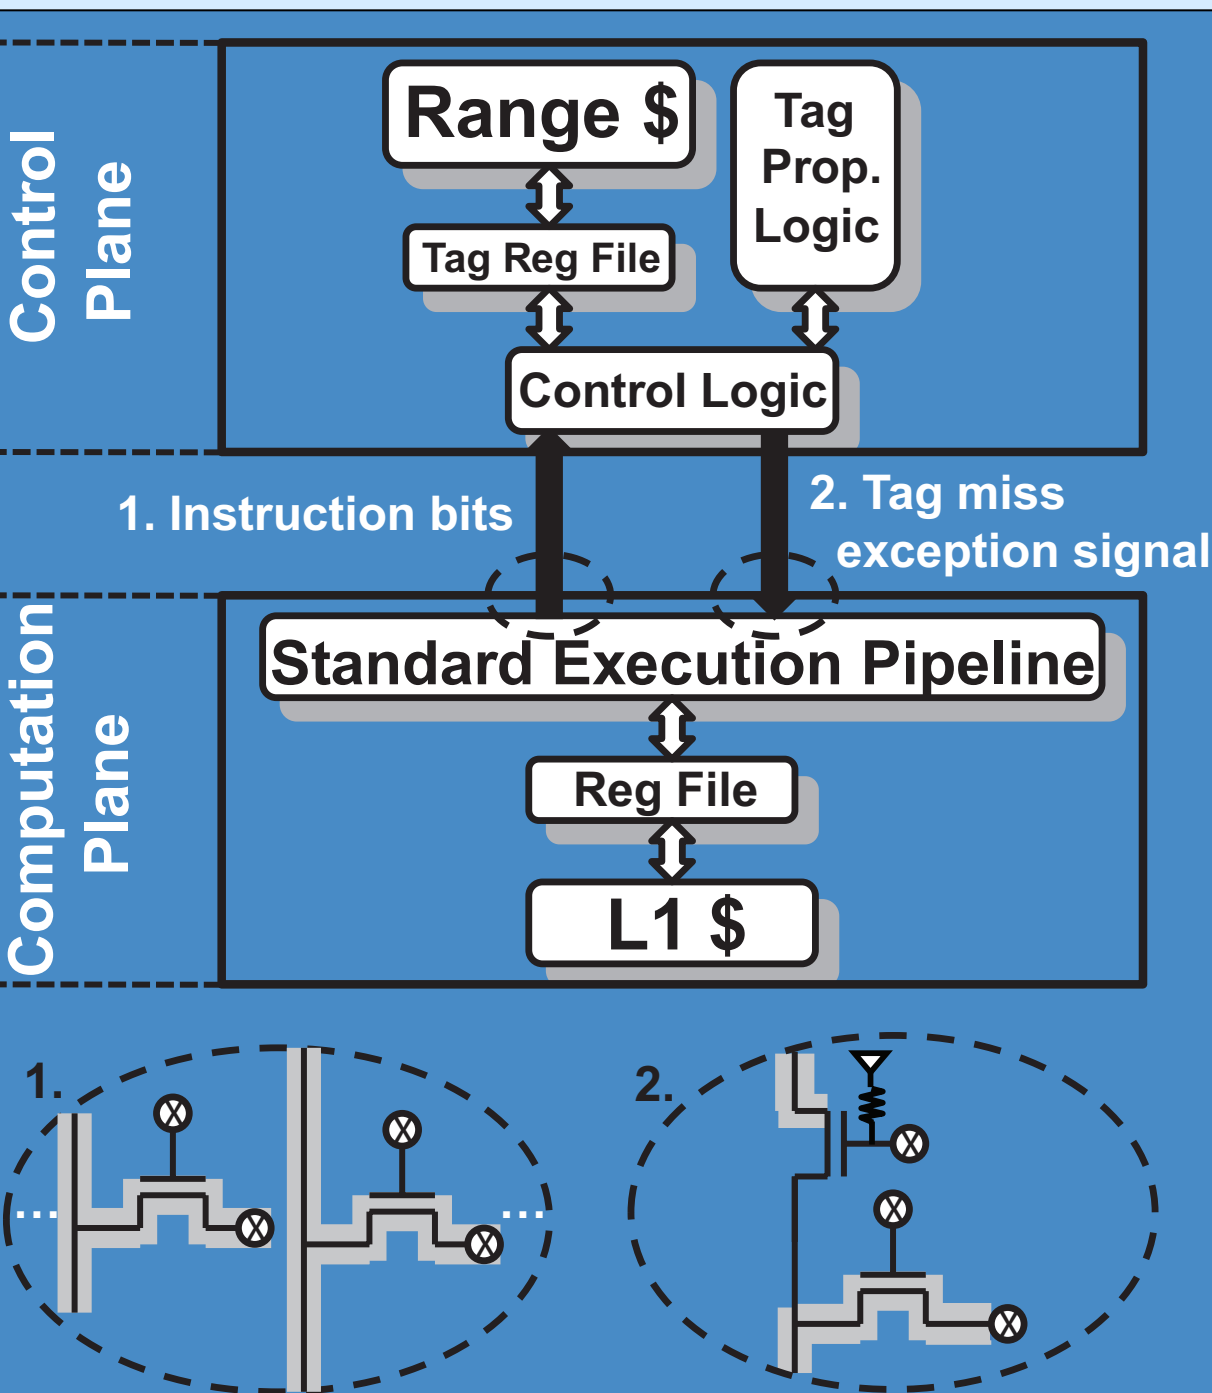 Control
Plane
Range $
Tag
Prop.
Logic
Tag Reg File
Control Logic
1. Instruction bits
2. Tag miss
exception signal
Computation
Plane
Standard Execution Pipeline
Reg File
L1 $
1.
...
...
2.